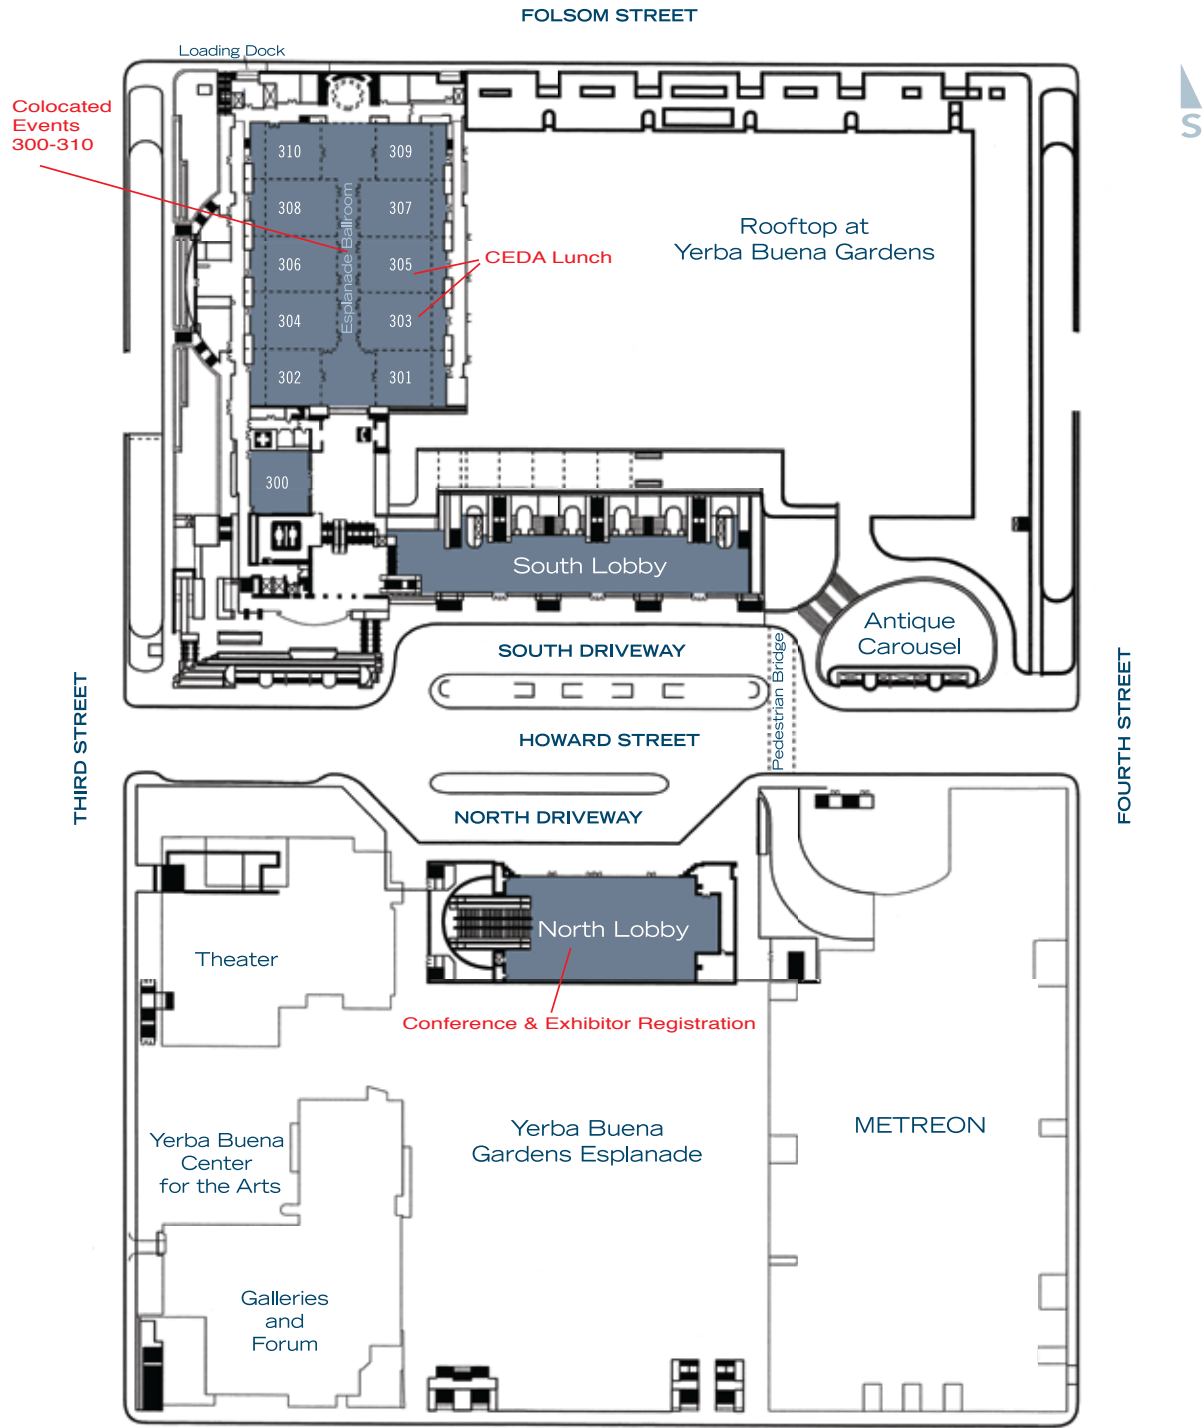 FOLSOM STREET
Loading Dock
Colocated
Events
300-310
S
310
309
308
307
Esplanade Ballroom
306
305
CEDA Lunch
304
303
302
301
Rooftop at
Yerba Buena Gardens
300
South Lobby
Antique
Carousel
SOUTH DRIVEWAY
Pedestrian Bridge
THIRD STREET
FOURTH STREET
HOWARD STREET
NORTH DRIVEWAY
North Lobby
Theater
Conference & Exhibitor Registration
Yerba Buena
Center
for the Arts
Yerba Buena
Gardens Esplanade
METREON
Galleries
and
Forum